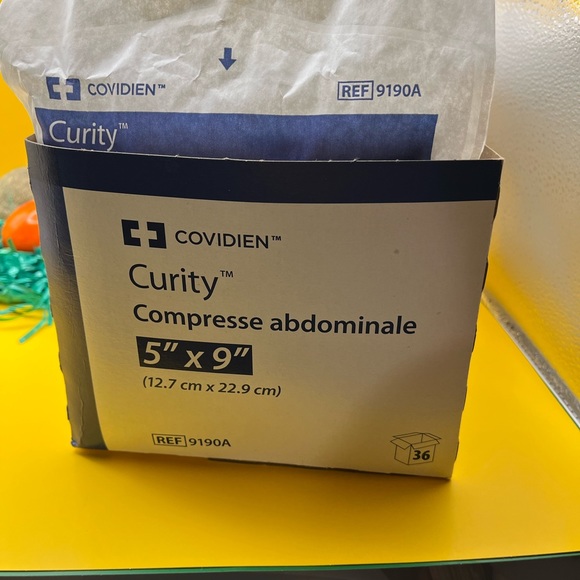 COVIDIEN™
REF 9190A
Curity™
COVIDIEN™
Curity™
Compresse abdominale
5" x 9"
(12.7 cm x 22.9 cm)
REF 9190A
36